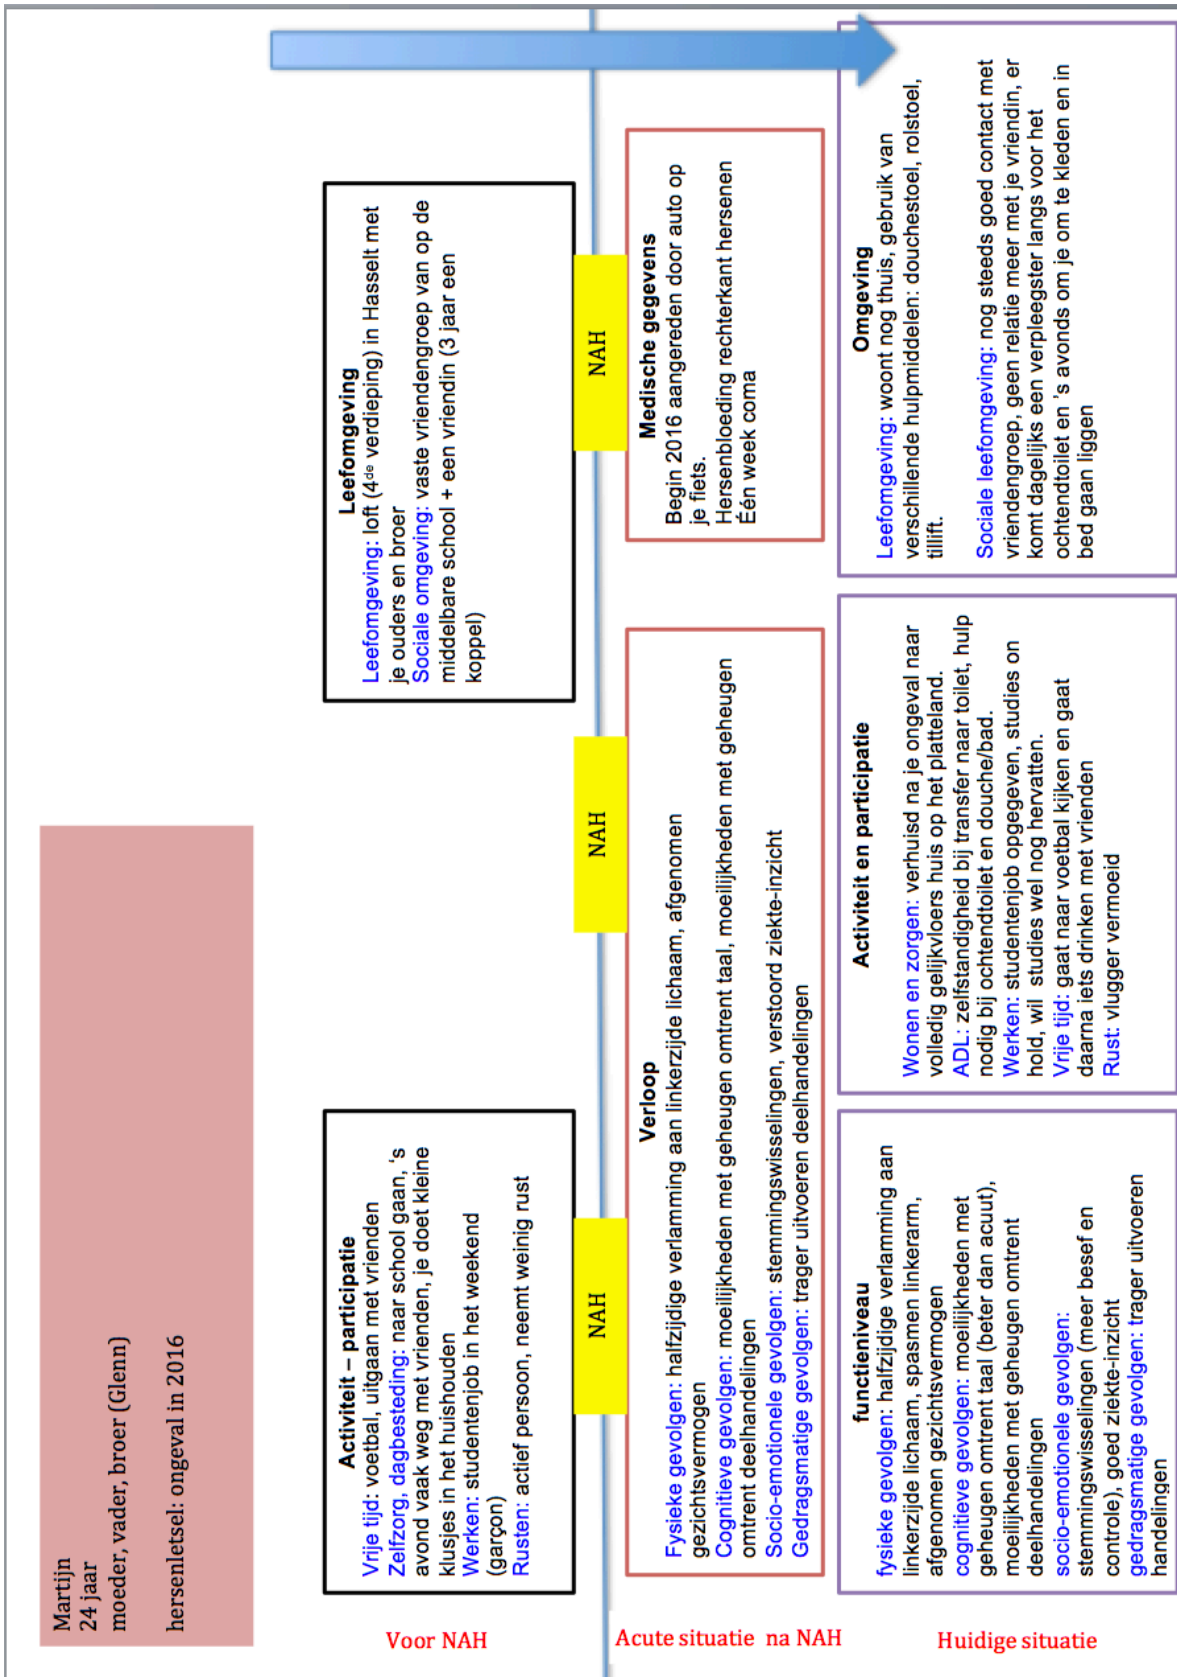 Martijn
24 jaar
moeder, vader, broer (Glenn)
hersenletsel: ongeval in 2016
Voor NAH
Activiteit – participatie
Vrije tijd: voetbal, uitgaan met vrienden
Zelfzorg, dagbesteding: naar school gaan, ‘s
avond vaak weg met vrienden, je doet kleine
klusjes in het huishouden
Werken: studentenjob in het weekend
(garçon)
Rusten: actief persoon, neemt weinig rust
Leefomgeving
Leefomgeving: loft (4de verdieping) in Hasselt met
je ouders en broer
Sociale omgeving: vaste vriendengroep van op de
middelbare school + een vriendin (3 jaar een
koppel)
NAH
NAH
NAH
Acute situatie na NAH
Verloop
Fysieke gevolgen: halfzijdige verlamming aan linkerzijde lichaam, afgenomen
gezichtsvermogen
Cognitieve gevolgen: moeilijkheden met geheugen omtrent taal, moeilijkheden met geheugen
omtrent deelhandelingen
Socio-emotionele gevolgen: stemmingswisselingen, verstoord ziekte-inzicht
Gedragsmatige gevolgen: trager uitvoeren deelhandelingen
Medische gegevens
Begin 2016 aangereden door auto op
je fiets.
Hersenbloeding rechterkant hersenen
Één week coma
Huidige situatie
functieniveau
fysieke gevolgen: halfzijdige verlamming aan
linkerzijde lichaam, spasmen linkerarm,
afgenomen gezichtsvermogen
cognitieve gevolgen: moeilijkheden met
geheugen omtrent taal (beter dan acuut),
moeilijkheden met geheugen omtrent
deelhandelingen
socio-emotionele gevolgen:
stemmingswisselingen (meer besef en
controle), goed ziekte-inzicht
gedragsmatige gevolgen: trager uitvoeren
handelingen
Activiteit en participatie
Wonen en zorgen: verhuisd na je ongeval naar
volledig gelijkvloers huis op het platteland.
ADL: zelfstandigheid bij transfer naar toilet, hulp
nodig bij ochtendtoilet en douche/bad.
Werken: studentenjob opgegeven, studies on
hold, wil studies wel nog hervatten.
Vrije tijd: gaat naar voetbal kijken en gaat
daarna iets drinken met vrienden
Rust: vlugger vermoeid
Omgeving
Leefomgeving: woont nog thuis, gebruik van
verschillende hulpmiddelen: douchestoel, rolstoel,
tillift.
Sociale leefomgeving: nog steeds goed contact met
vriendengroep, geen relatie meer met je vriendin, er
komt dagelijks een verpleegster langs voor het
ochtendtoilet en ’s avonds om je om te kleden en in
bed gaan liggen